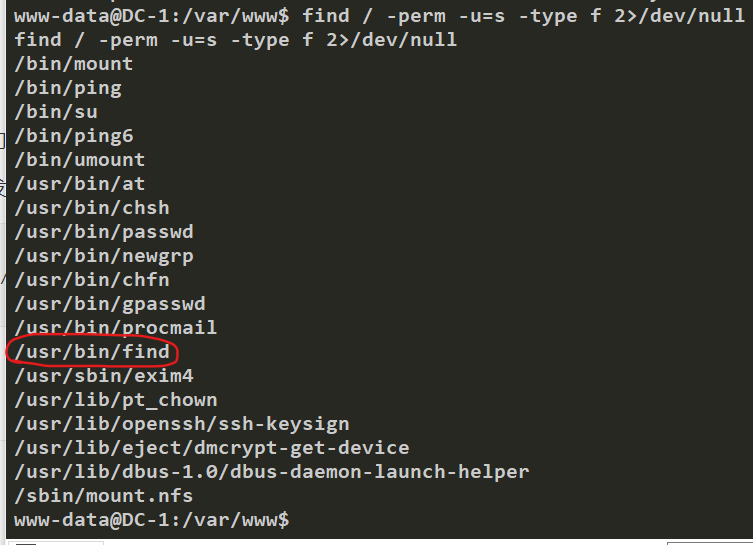 www-data@DC-1:/var/www$ find / -perm -u=s -type f 2>/dev/null
find / -perm -u=s -type f 2>/dev/null
/bin/mount
/bin/ping
/bin/su
/bin/ping6
/bin/umount
/usr/bin/at
/usr/bin/chsh
/usr/bin/passwd
/usr/bin/newgrp
/usr/bin/chfn
/usr/bin/gpasswd
/usr/bin/procmail
/usr/bin/find
/usr/sbin/exim4
/usr/lib/pt_chown
/usr/lib/openssh/ssh-keysign
/usr/lib/eject/dmcrypt-get-device
/usr/lib/dbus-1.0/dbus-daemon-launch-helper
/sbin/mount.nfs
www-data@DC-1:/var/www$